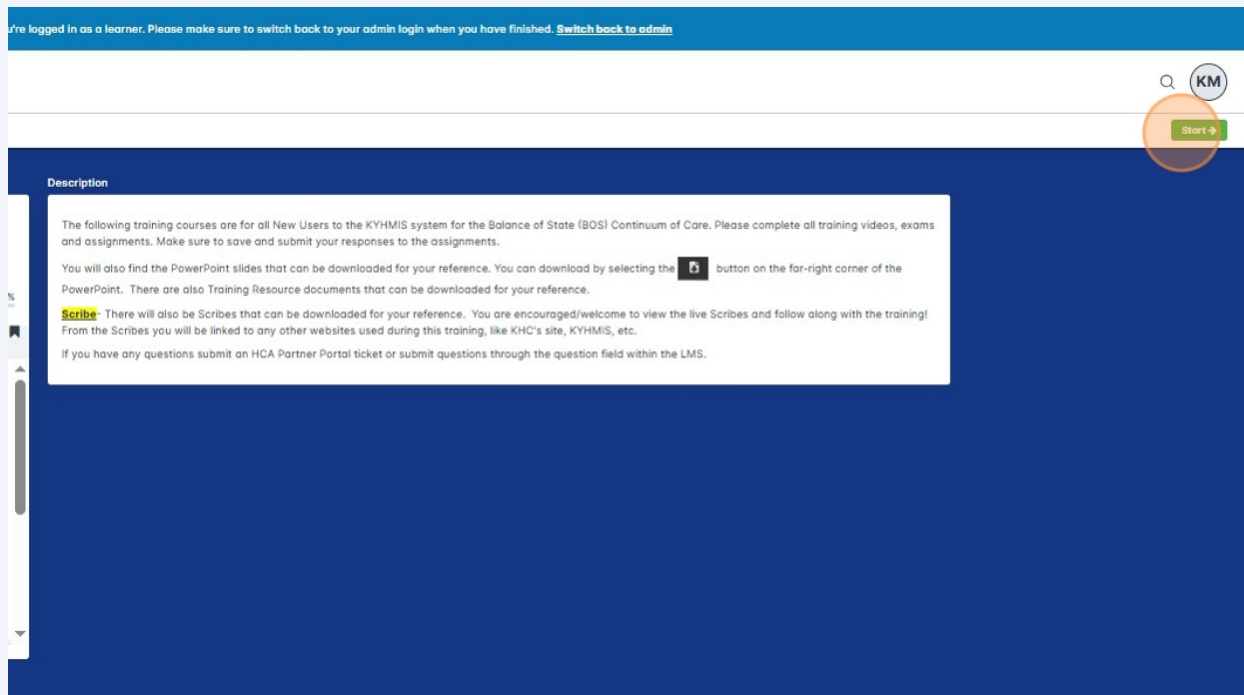 u're logged in as a learner. Please make sure to switch back to your admin login when you have finished. Switch back to admin
KM
Start →
Description
The following training courses are for all New Users to the KYHMIS system for the Balance of State (BOS) Continuum of Care. Please complete all training videos, exams
and assignments. Make sure to save and submit your responses to the assignments.
You will also find the PowerPoint slides that can be downloaded for your reference. You can download by selecting the button on the far-right corner of the
PowerPoint. There are also Training Resource documents that can be downloaded for your reference.
%
Scribe- There will also be Scribes that can be downloaded for your reference. You are encouraged/welcome to view the live Scribes and follow along with the training!
From the Scribes you will be linked to any other websites used during this training, like KHC's site, KYHMIS, etc.
If you have any questions submit an HCA Partner Portal ticket or submit questions through the question field within the LMS.